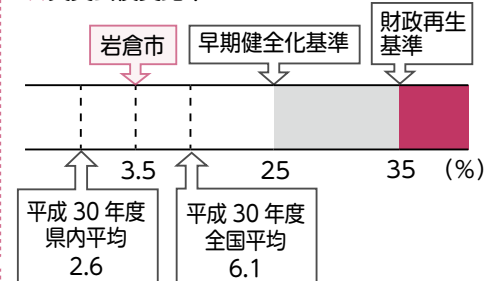 岩倉市
早期健全化基準
財政再生
基準
3.5
25
35
(%)
平成 30 年度
県内平均
2.6
平成 30 年度
全国平均
6.1